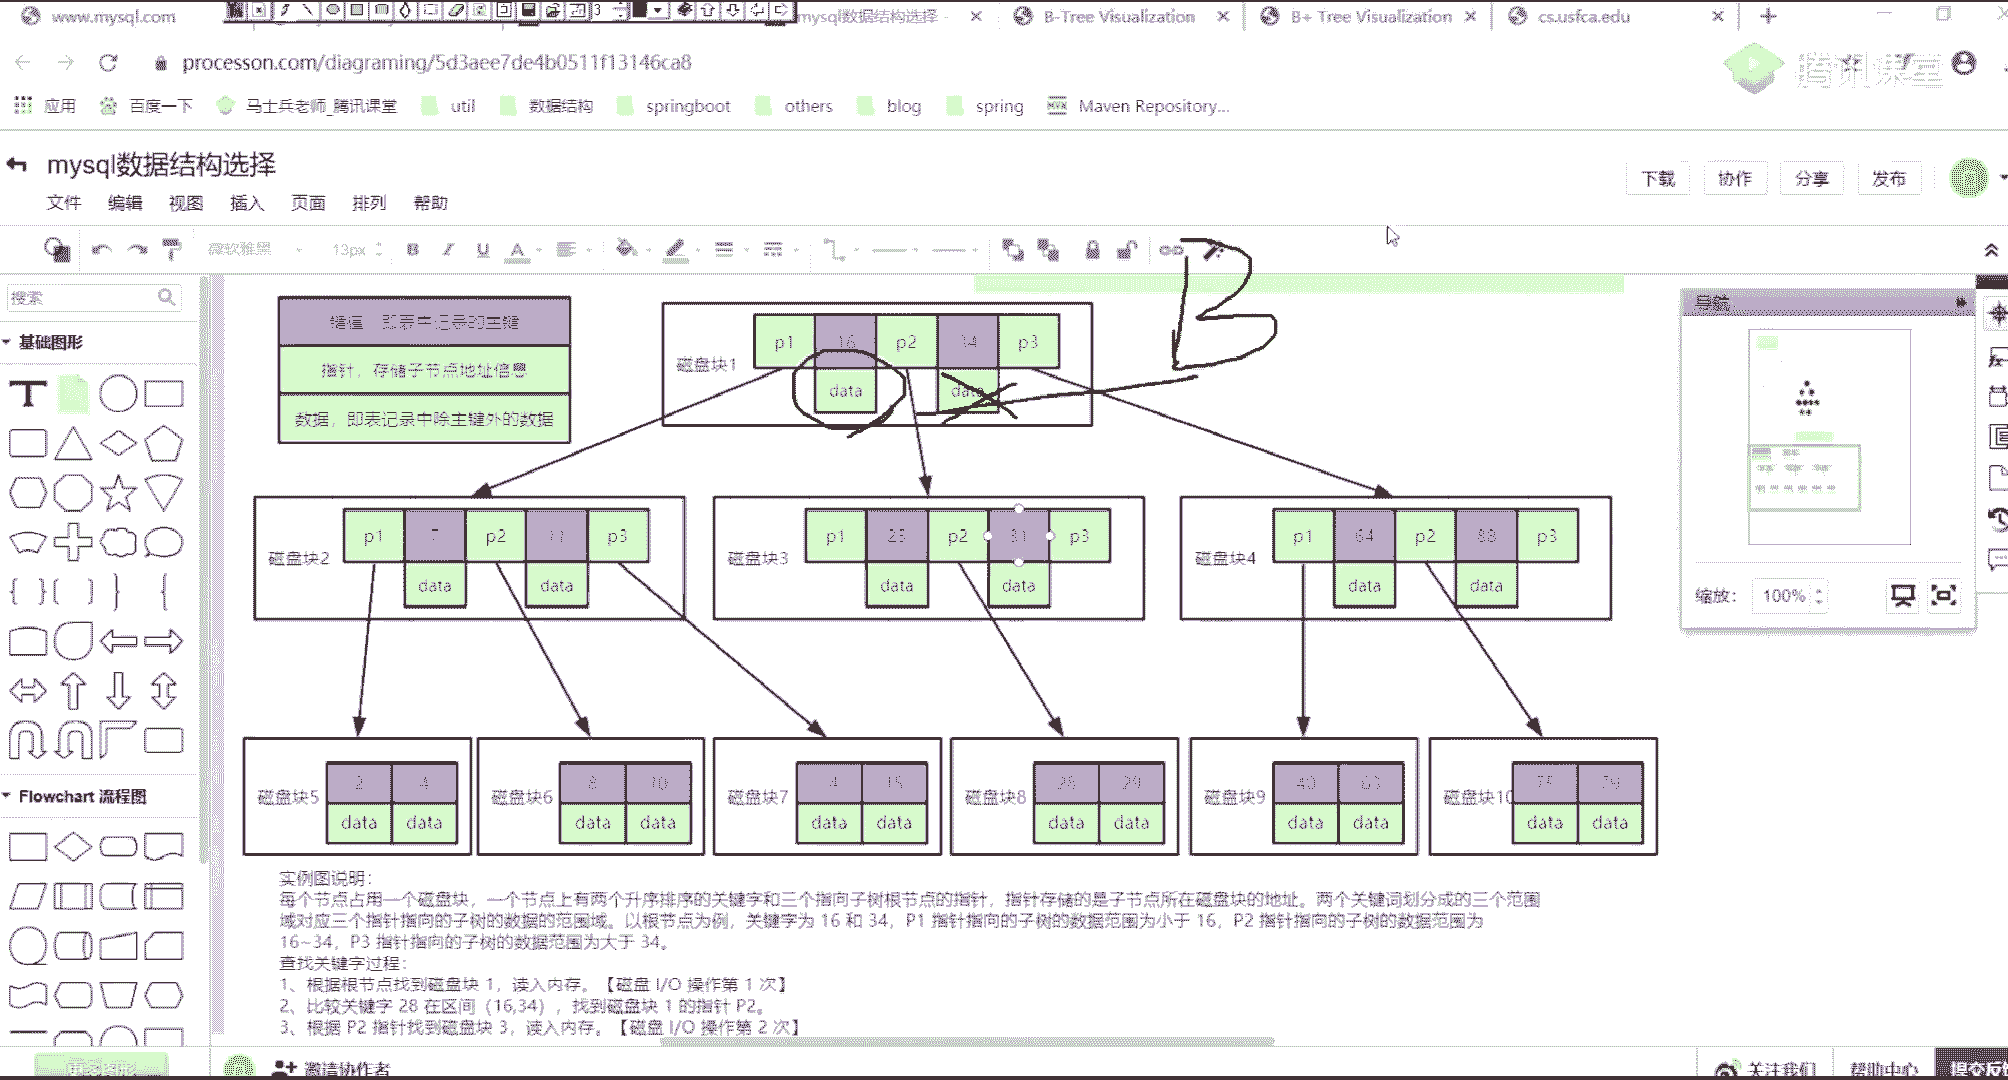 www.mysql.com
3
mysql数据结构选择
B-Tree Visualization
B+ Tree Visualization
cs.usfca.edu
processon.com/diagraming/5d3aee7de4b0511f13146ca8
腾讯课堂
应用 百度一下 马士兵老师_腾讯课堂 util 数据结构 springboot others blog spring Maven Repository...
mysql数据结构选择
文件 编辑 视图 插入 页面 排列 帮助
下载 协作 分享 发布
微软雅黑 13px B I U A
搜索
基础图形
T
Flowchart 流程图
更多图形
键值，即表中记录的主键
指针，存储子节点地址信息
数据，即表记录中除主键外的数据
B
磁盘块1 p1 16 p2 34 p3
data data
磁盘块2 p1 7 p2 11 p3
data data
磁盘块3 p1 25 p2 31 p3
data data
磁盘块4 p1 64 p2 88 p3
data data
磁盘块5 2 4
data data
磁盘块6 8 10
data data
磁盘块7 4 15
data data
磁盘块8 26 29
data data
磁盘块9 40 63
data data
磁盘块10 75 79
data data
实例图说明：
每个节点占用一个磁盘块，一个节点上有两个升序排序的关键字和三个指向子树根节点的指针，指针存储的是子节点所在磁盘块的地址。两个关键词划分成的三个范围
域对应三个指针指向的子树的数据的范围域。以根节点为例，关键字为 16 和 34，P1 指针指向的子树的数据范围为小于 16，P2 指针指向的子树的数据范围为
16~34，P3 指针指向的子树的数据范围为大于 34。
查找关键字过程：
1、根据根节点找到磁盘块 1，读入内存。【磁盘 I/O 操作第 1 次】
2、比较关键字 28 在区间（16,34），找到磁盘块 1 的指针 P2。
3、根据 P2 指针找到磁盘块 3，读入内存。【磁盘 I/O 操作第 2 次】
导航
缩放： 100%
邀请协作者
关注我们 帮助中心 提交反馈